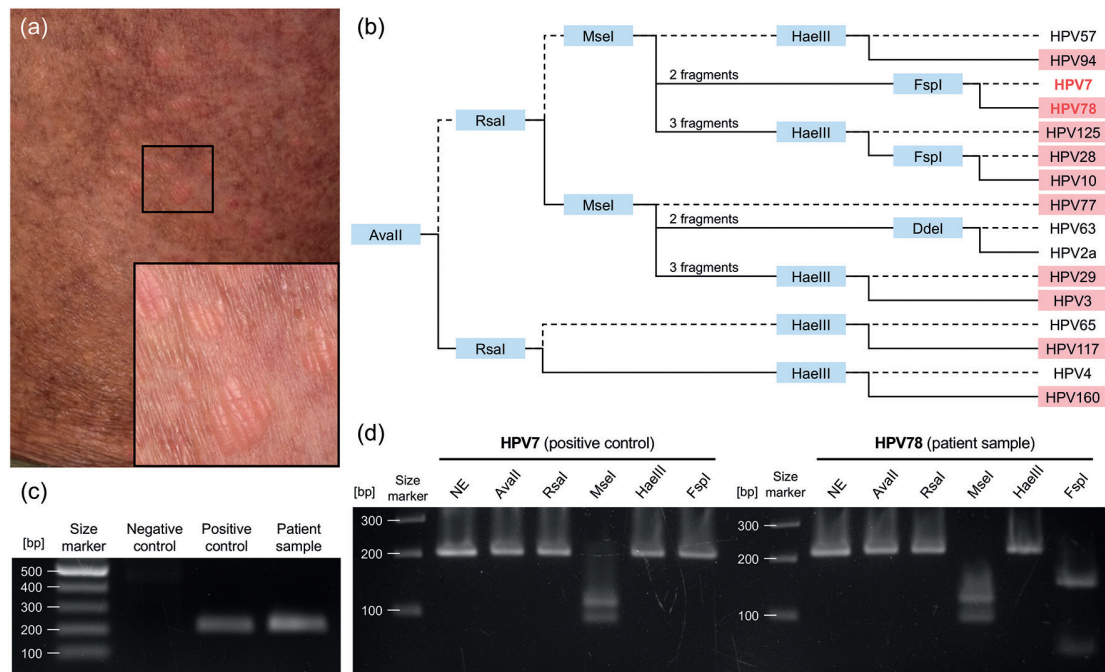 (a)
(b)
MseI
HaeIII
HPV57
HPV94
2 fragments
FspI
HPV7
HPV78
RsaI
3 fragments
HaeIII
HPV125
FspI
HPV28
HPV10
AvaII
MseI
HPV77
2 fragments
DdeI
HPV63
HPV2a
3 fragments
HaeIII
HPV29
HPV3
RsaI
HaeIII
HPV65
HPV117
HaeIII
HPV4
HPV160
(c)
[bp]
Size marker
Negative control
Positive control
Patient sample
500
400
300
200
100
(d)
HPV7 (positive control)
[bp]
Size marker
NE
AvaII
RsaI
MseI
HaeIII
FspI
300
200
100
HPV78 (patient sample)
[bp]
Size marker
NE
AvaII
RsaI
MseI
HaeIII
FspI
300
200
100